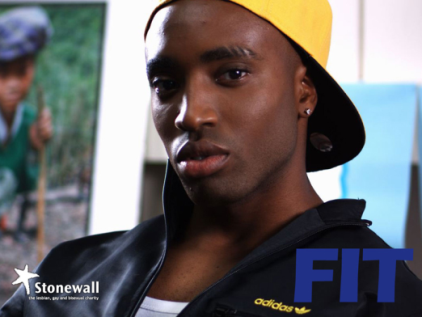 FIT
Stonewall
the lesbian, gay and bisexual charity
adidas